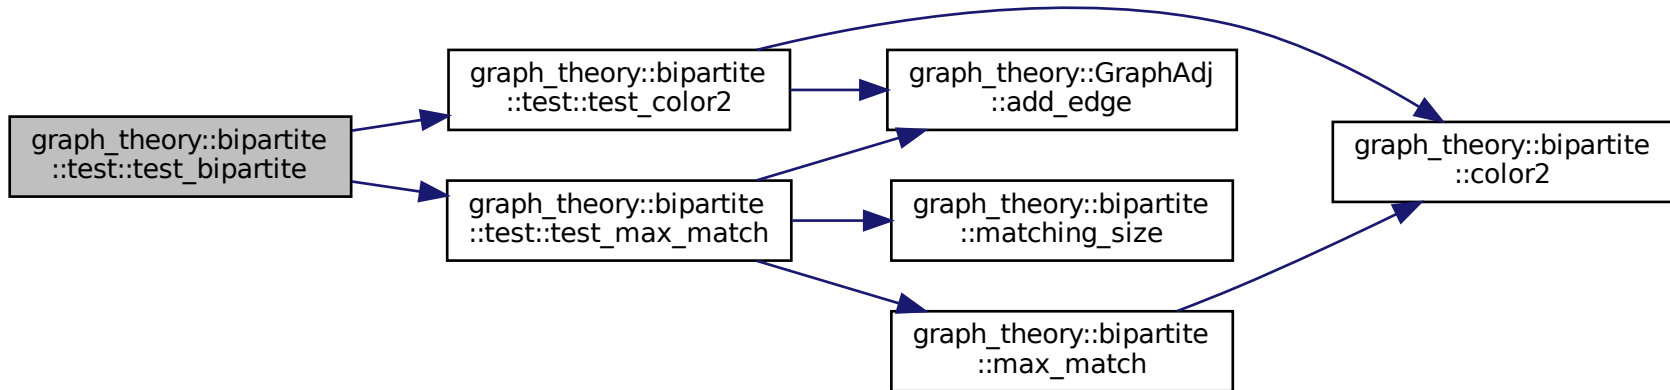 graph_theory::bipartite
::test::test_bipartite
graph_theory::bipartite
::test::test_color2
graph_theory::GraphAdj
::add_edge
graph_theory::bipartite
::color2
graph_theory::bipartite
::test::test_max_match
graph_theory::bipartite
::matching_size
graph_theory::bipartite
::max_match